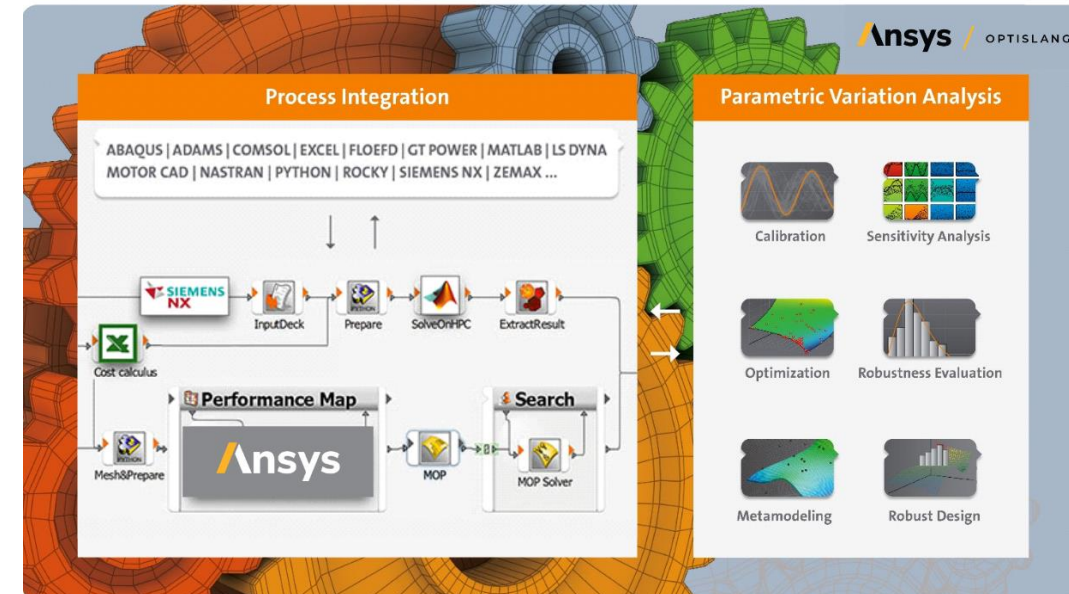 Ansys / OPTISLANG
Process Integration
ABAQUS | ADAMS | COMSOL | EXCEL | FLOEFD | GT POWER | MATLAB | LS DYNA
MOTOR CAD | NASTRAN | PYTHON | ROCKY | SIEMENS NX | ZEMAX ...
SIEMENS
NX
InputDeck
Prepare
SolveOnHPC
ExtractResult
Cost calculus
Performance Map
Search
Ansys
Mesh&Prepare
MOP
MOP Solver
Parametric Variation Analysis
Calibration
Sensitivity Analysis
Optimization
Robustness Evaluation
Metamodeling
Robust Design